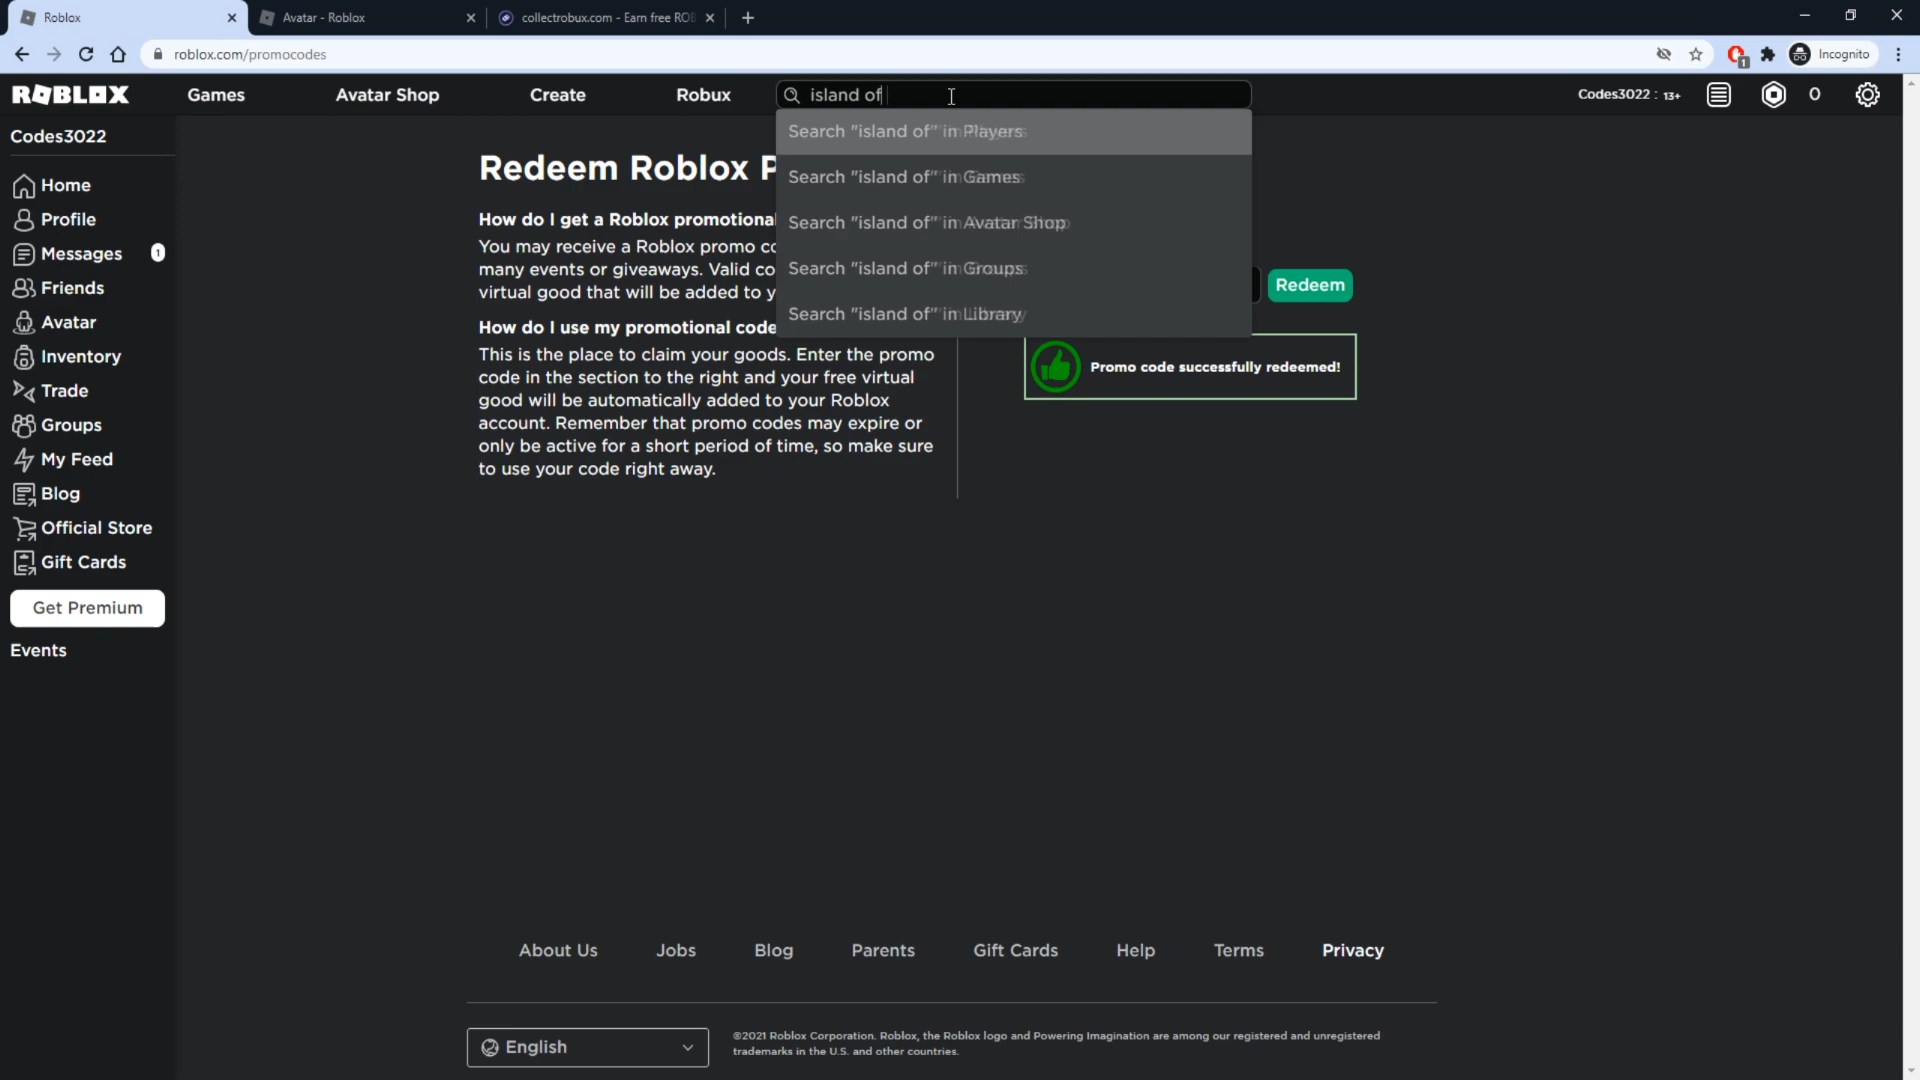 Roblox
Avatar - Roblox
collectrobux.com - Earn free ROB
roblox.com/promocodes
1
Incognito
ROBLOX
Games
Avatar Shop
Create
Robux
island of
Codes3022 : 13+
0
Codes3022
Home
Profile
Messages
1
Friends
Avatar
Inventory
Trade
Groups
My Feed
Blog
Official Store
Gift Cards
Get Premium
Events
Search "island of" in Players
Search "island of" in Games
Search "island of" in Avatar Shop
Search "island of" in Groups
Search "island of" in Library
Redeem Roblox P
How do I get a Roblox promotional
You may receive a Roblox promo co
many events or giveaways. Valid co
virtual good that will be added to y
How do I use my promotional code
This is the place to claim your goods. Enter the promo
code in the section to the right and your free virtual
good will be automatically added to your Roblox
account. Remember that promo codes may expire or
only be active for a short period of time, so make sure
to use your code right away.
Redeem
Promo code successfully redeemed!
About Us
Jobs
Blog
Parents
Gift Cards
Help
Terms
Privacy
English
©2021 Roblox Corporation. Roblox, the Roblox logo and Powering Imagination are among our registered and unregistered
trademarks in the U.S. and other countries.